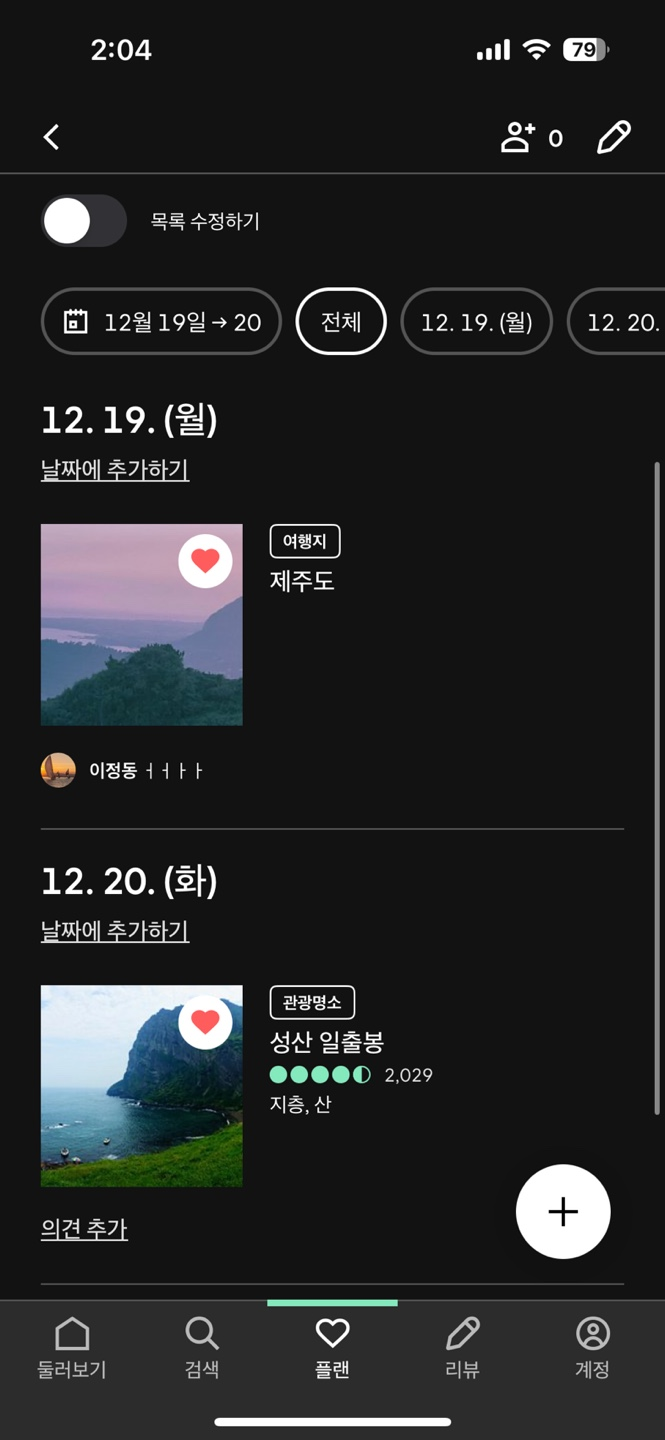 2:04
79
0
목록 수정하기
12월 19일 → 20
전체
12. 19. (월)
12. 20.
12. 19. (월)
날짜에 추가하기
여행지
제주도
이정동 ㅓㅓㅏㅏ
12. 20. (화)
날짜에 추가하기
관광명소
성산 일출봉
2,029
지층, 산
의견 추가
둘러보기
검색
플랜
리뷰
계정